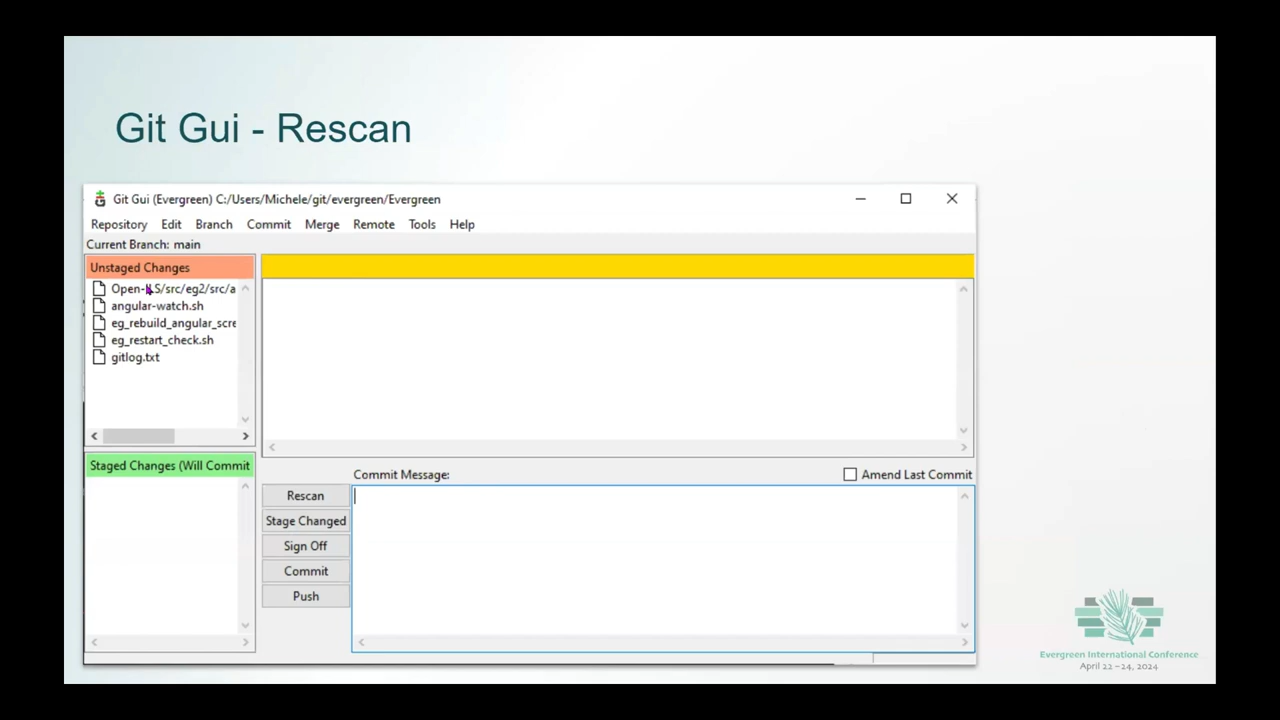 Git Gui - Rescan
Git Gui (Evergreen) C:/Users/Michele/git/evergreen/Evergreen
Repository Edit Branch Commit Merge Remote Tools Help
Current Branch: main
Unstaged Changes
Open-ILS/src/eg2/src/a
angular-watch.sh
eg_rebuild_angular_scre
eg_restart_check.sh
gitlog.txt
Staged Changes (Will Commit
Commit Message:
Amend Last Commit
Rescan
Stage Changed
Sign Off
Commit
Push
Evergreen International Conference
April 22-24, 2024